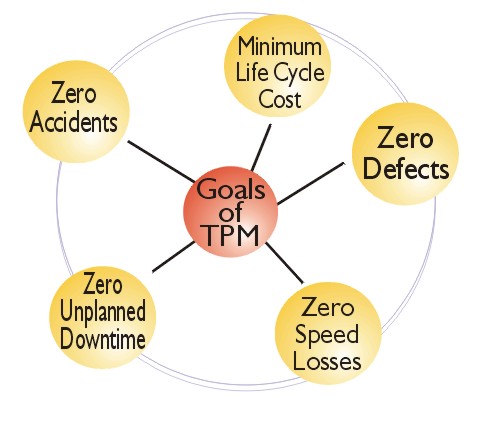 Minimum
Life Cycle
Cost
Zero
Accidents
Zero
Defects
Goals
of
TPM
Zero
Unplanned
Downtime
Zero
Speed
Losses